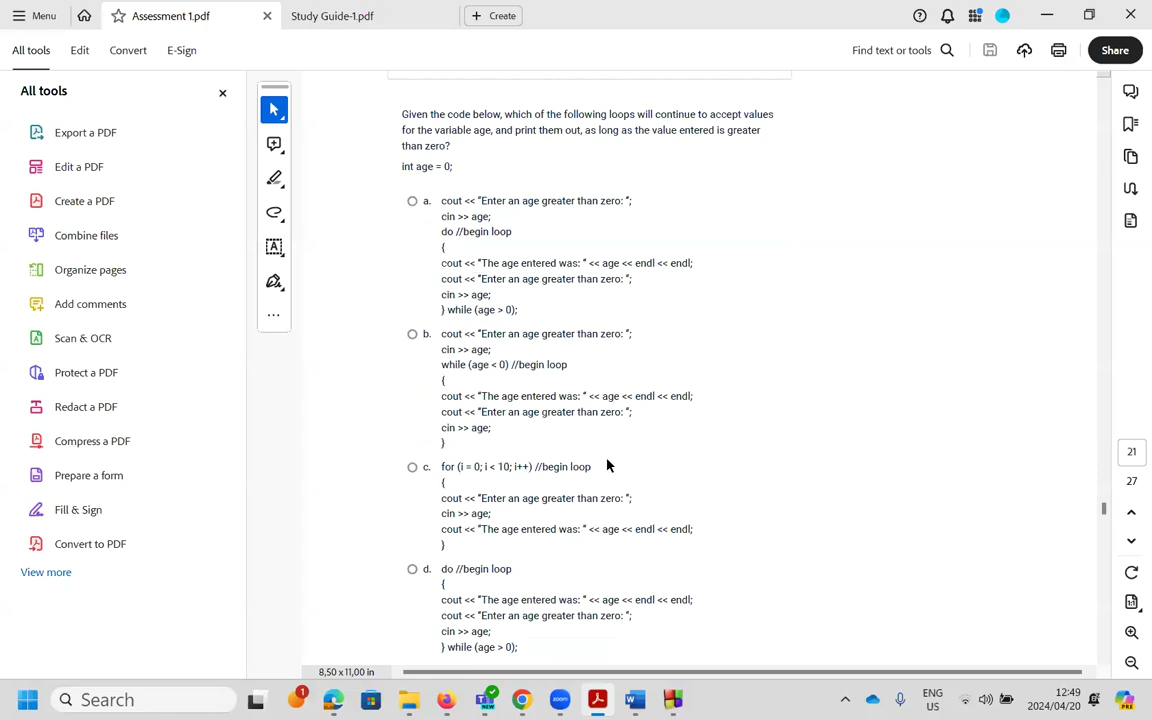 Menu
Assessment 1.pdf
Study Guide-1.pdf
Create
All tools
Edit
Convert
E-Sign
Find text or tools
Share
All tools
Export a PDF
Edit a PDF
Create a PDF
Combine files
Organize pages
Add comments
Scan & OCR
Protect a PDF
Redact a PDF
Compress a PDF
Prepare a form
Fill & Sign
Convert to PDF
View more
Given the code below, which of the following loops will continue to accept values
for the variable age, and print them out, as long as the value entered is greater
than zero?
int age = 0;
a. cout << "Enter an age greater than zero: ";
cin >> age;
do //begin loop
{
cout << "The age entered was: " << age << endl << endl;
cout << "Enter an age greater than zero: ";
cin >> age;
} while (age > 0);
b. cout << "Enter an age greater than zero: ";
cin >> age;
while (age < 0) //begin loop
{
cout << "The age entered was: " << age << endl << endl;
cout << "Enter an age greater than zero: ";
cin >> age;
}
c. for (i = 0; i < 10; i++) //begin loop
{
cout << "Enter an age greater than zero: ";
cin >> age;
cout << "The age entered was: " << age << endl << endl;
}
d. do //begin loop
{
cout << "The age entered was: " << age << endl << endl;
cout << "Enter an age greater than zero: ";
cin >> age;
} while (age > 0);
21
27
8,50 x 11,00 in
Search
1
NEW
zoom
ENG
US
12:49
2024/04/20
PRE